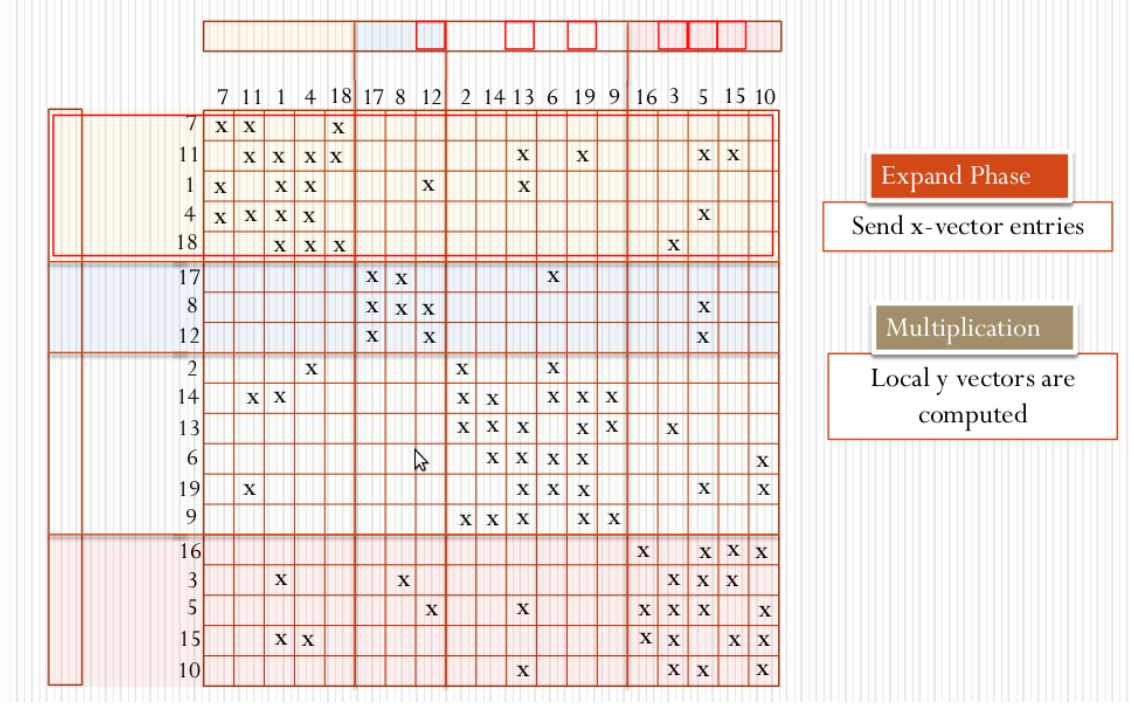 7 11 1 4 18 17 8 12 2 14 13 6 19 9 16 3 5 15 10
7 x x x
11 x x x x x x x x
1 x x x x x
4 x x x x x
18 x x x x
17 x x x
8 x x x x
12 x x x
2 x x x
14 x x x x x x x
13 x x x x x x
6 x x x x x
19 x x x x x x
9 x x x x x
16 x x x x
3 x x x x x
5 x x x x x x
15 x x x x x x
10 x x x x
Expand Phase
Send x-vector entries
Multiplication
Local y vectors are
computed